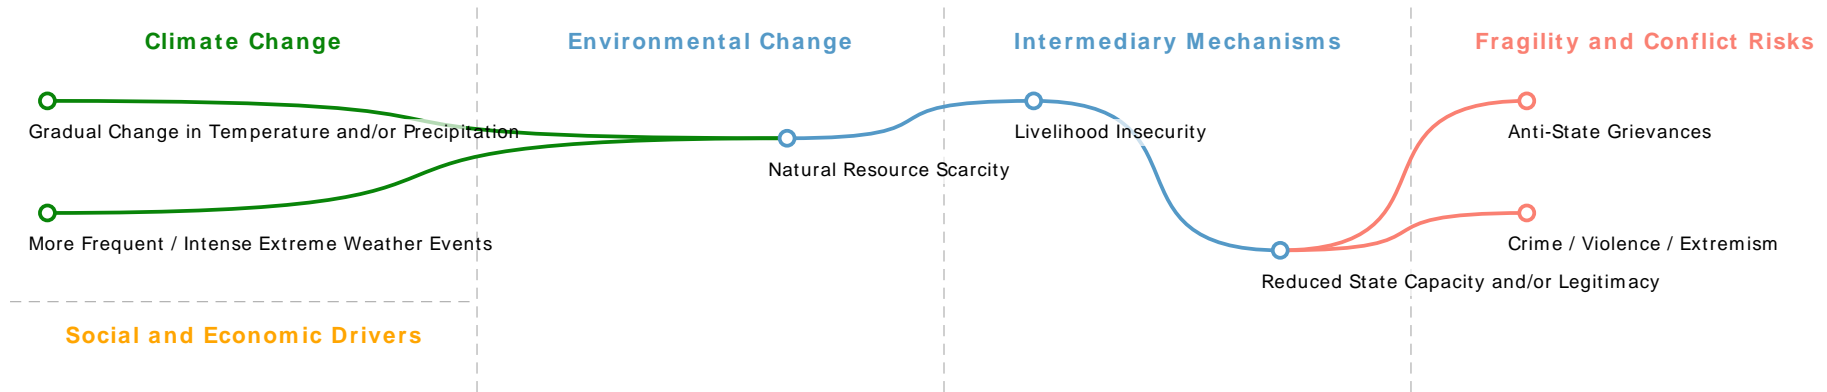 Climate Change
Environmental Change
Intermediary Mechanisms
Fragility and Conflict Risks
Gradual Change in Temperature and/or Precipitation
Livelihood Insecurity
Anti-State Grievances
Natural Resource Scarcity
More Frequent / Intense Extreme Weather Events
Crime / Violence / Extremism
Reduced State Capacity and/or Legitimacy
Social and Economic Drivers